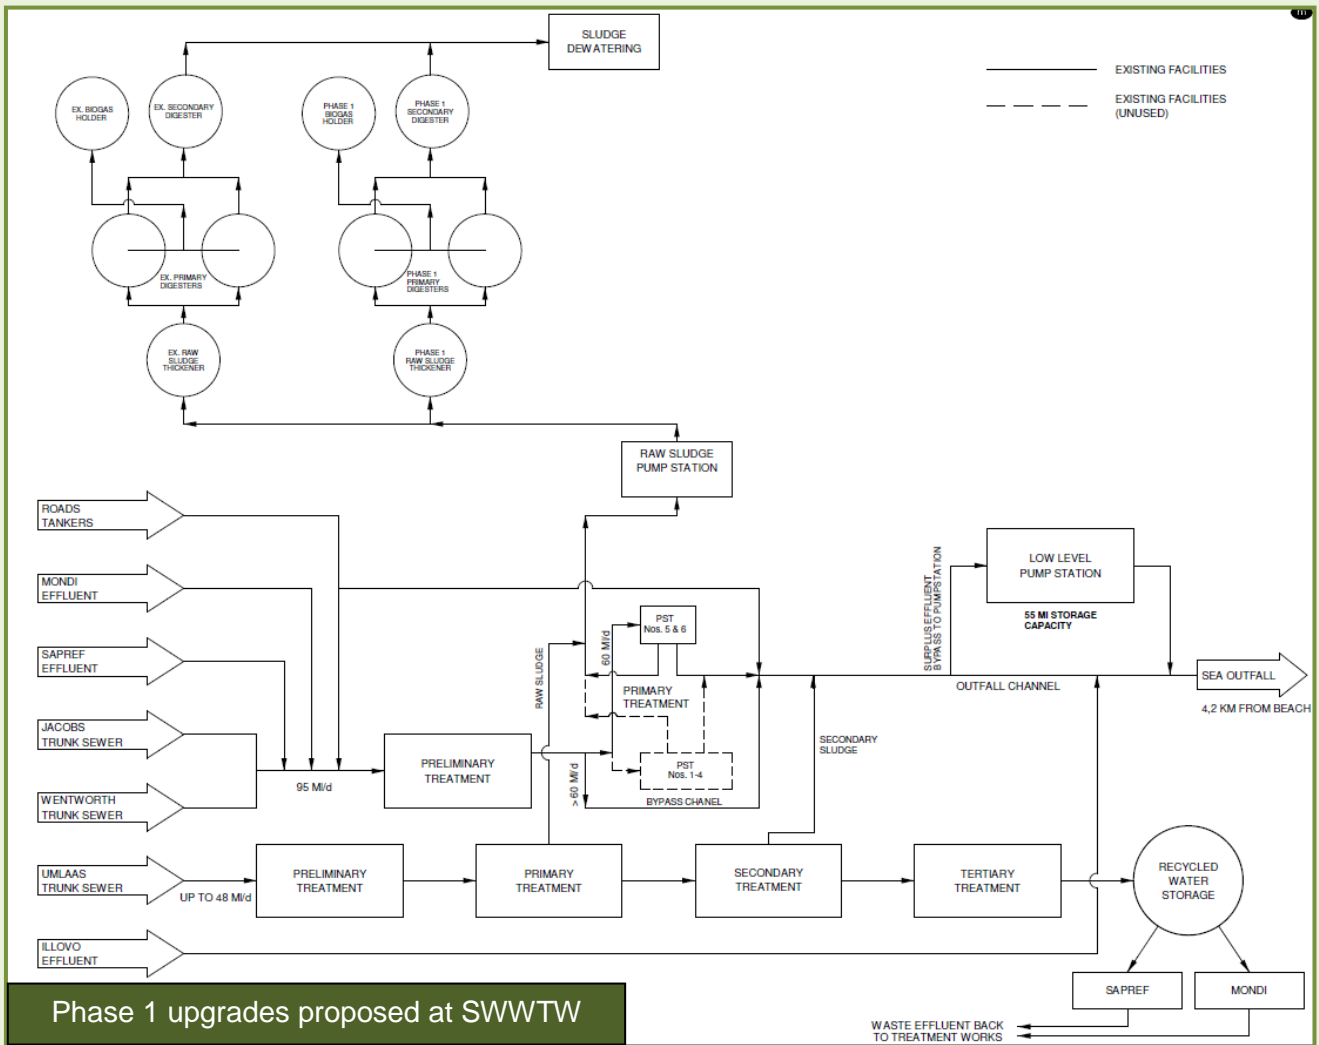 SLUDGE
DEWATERING
EXISTING FACILITIES
EXISTING FACILITIES
(UNUSED)
EX. BIOGAS
HOLDER
EX. SECONDARY
DIGESTER
PHASE 1
BIOGAS
HOLDER
PHASE 1
SECONDARY
DIGESTER
EX. PRIMARY
DIGESTERS
PHASE 1
PRIMARY
DIGESTERS
EX. RAW
SLUDGE
THICKENER
PHASE 1
RAW SLUDGE
THICKENER
RAW SLUDGE
PUMP STATION
ROADS
TANKERS
MONDI
EFFLUENT
SAPREF
EFFLUENT
JACOBS
TRUNK SEWER
WENTWORTH
TRUNK SEWER
UMLAAS
TRUNK SEWER
ILLOVO
EFFLUENT
95 Ml/d
UP TO 48 Ml/d
PRELIMINARY
TREATMENT
RAW SLUDGE
60 Ml/d
> 60 Ml/d
PST
Nos. 5 & 6
PRIMARY
TREATMENT
PST
Nos. 1-4
BYPASS CHANEL
SURPLUS EFFLUENT
BYPASS TO PUMPSTATION
LOW LEVEL
PUMP STATION
55 Ml STORAGE
CAPACITY
OUTFALL CHANNEL
SEA OUTFALL
4,2 KM FROM BEACH
SECONDARY
SLUDGE
PRELIMINARY
TREATMENT
PRIMARY
TREATMENT
SECONDARY
TREATMENT
TERTIARY
TREATMENT
RECYCLED
WATER
STORAGE
SAPREF
MONDI
WASTE EFFLUENT BACK
TO TREATMENT WORKS
Phase 1 upgrades proposed at SWWTW